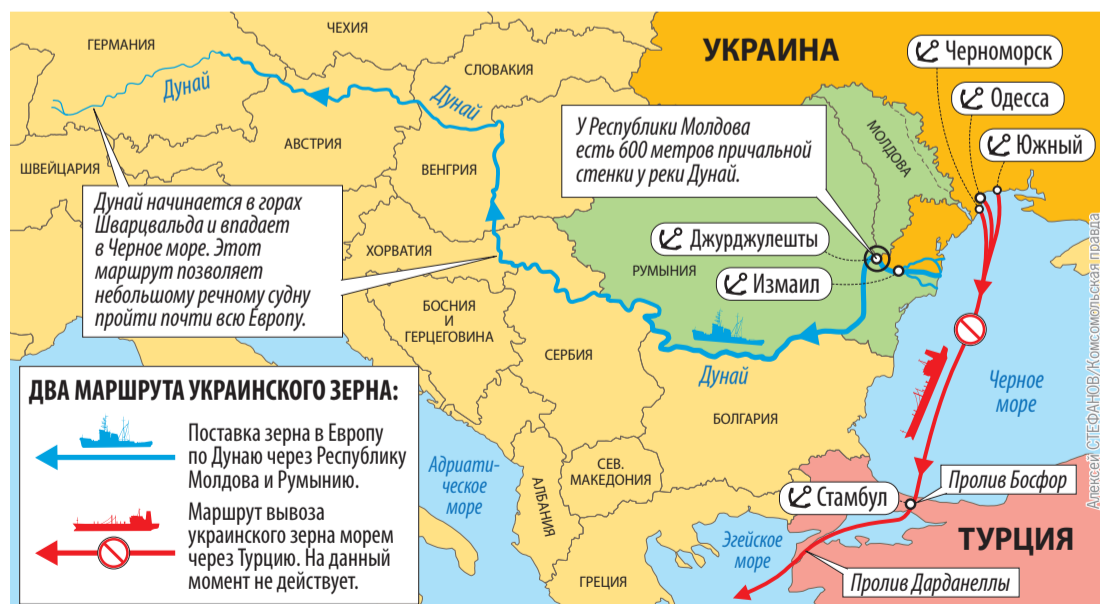 ГЕРМАНИЯ
ЧЕХИЯ
СЛОВАКИЯ
УКРАИНА
Черноморск
Одесса
Южный
Дунай
Дунай
АВСТРИЯ
ШВЕЙЦАРИЯ
ВЕНГРИЯ
МОЛДОВА
У Республики Молдова
есть 600 метров причальной
стенки у реки Дунай.
Дунай начинается в горах
Шварцвальда и впадает
в Черное море. Этот
маршрут позволяет
небольшому речному судну
пройти почти всю Европу.
ХОРВАТИЯ
БОСНИЯ
И
ГЕРЦЕГОВИНА
СЕРБИЯ
РУМЫНИЯ
Джурджулешты
Измаил
Дунай
БОЛГАРИЯ
Черное
море
ДВА МАРШРУТА УКРАИНСКОГО ЗЕРНА:
Поставка зерна в Европу
по Дунаю через Республику
Молдова и Румынию.
Маршрут вывоза
украинского зерна морем
через Турцию. На данный
момент не действует.
Адриати-
ческое
море
АЛБАНИЯ
СЕВ.
МАКЕДОНИЯ
ГРЕЦИЯ
Эгейское
море
Стамбул
Пролив Босфор
ТУРЦИЯ
Пролив Дарданеллы
Алексей СТЕФАНОВ/Комсомольская правда